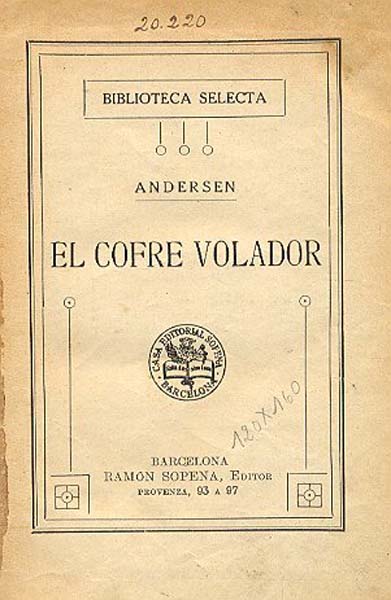 20.220
BIBLIOTECA SELECTA
ANDERSEN
EL COFRE VOLADOR
CASA EDITORIAL SOPENA
BARCELONA
120X160
BARCELONA
RAMÓN SOPENA, EDITOR
PROVENZA, 93 A 97